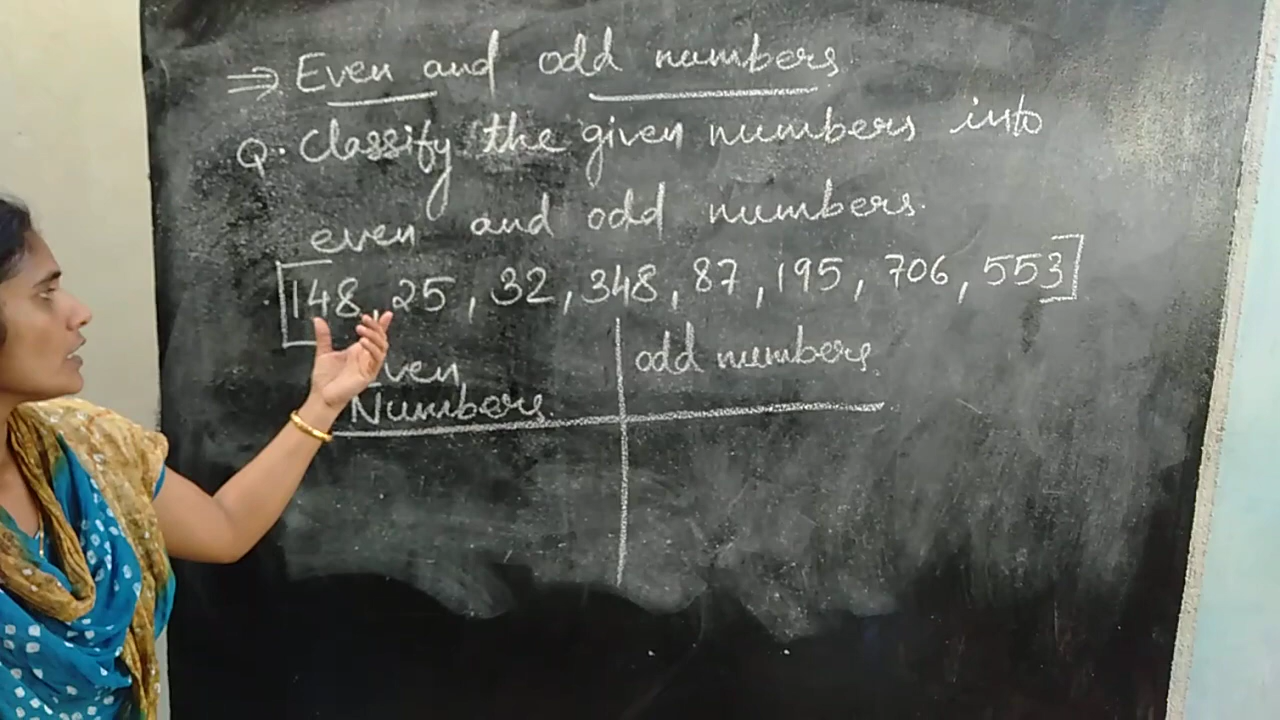 ⇒ Even and odd numbers
Q. Classify the given numbers into
even and odd numbers.
[148, 25, 32, 348, 87, 195, 706, 553]
Even odd numbers.
Numbers.